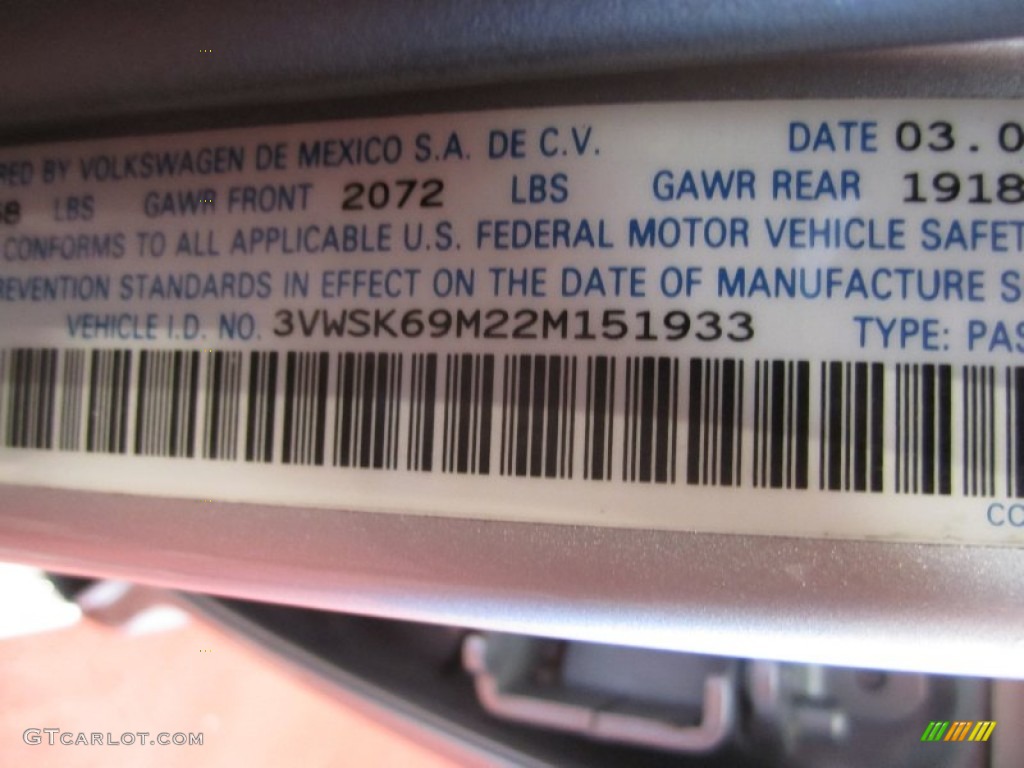 RED BY VOLKSWAGEN DE MEXICO S.A. DE C.V. DATE 03.0
68 LBS GAWR FRONT 2072 LBS GAWR REAR 1918
CONFORMS TO ALL APPLICABLE U.S. FEDERAL MOTOR VEHICLE SAFET
REVENTION STANDARDS IN EFFECT ON THE DATE OF MANUFACTURE S
VEHICLE I.D. NO. 3VWSK69M22M151933 TYPE: PAS
CO
GTCARLOT.COM